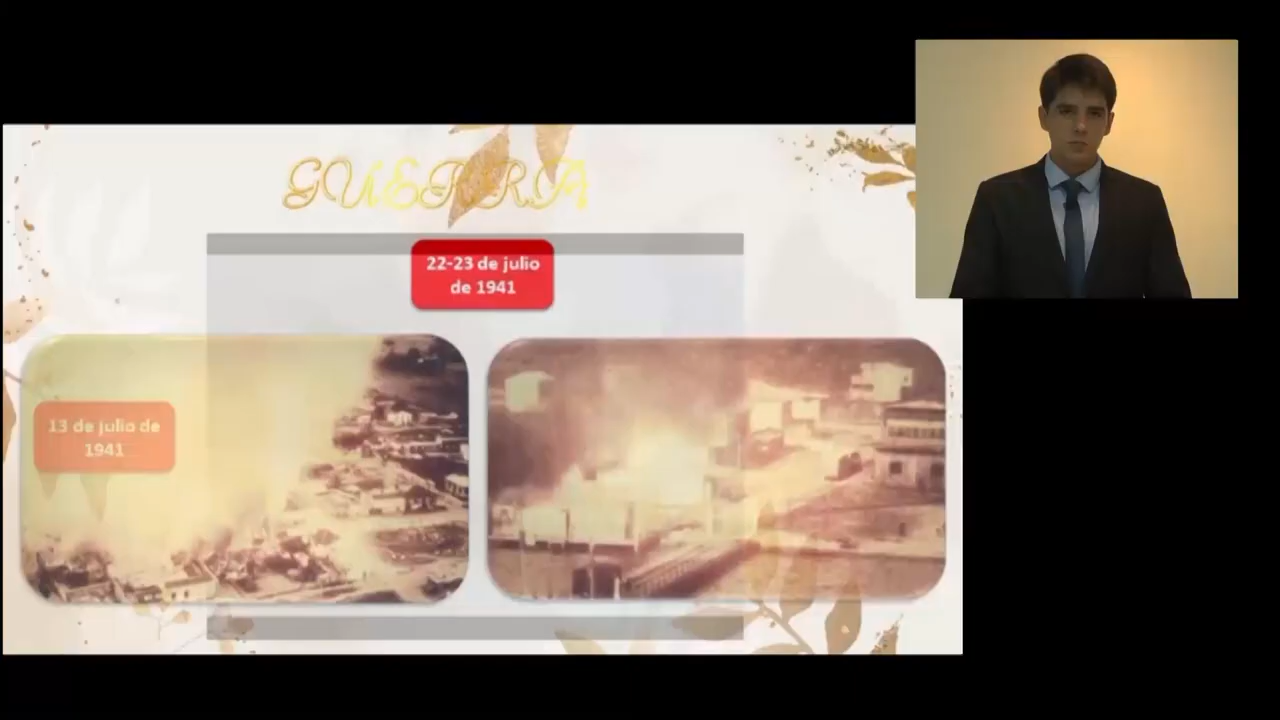 GUERRA
22-23 de julio
de 1941
13 de julio de
1941